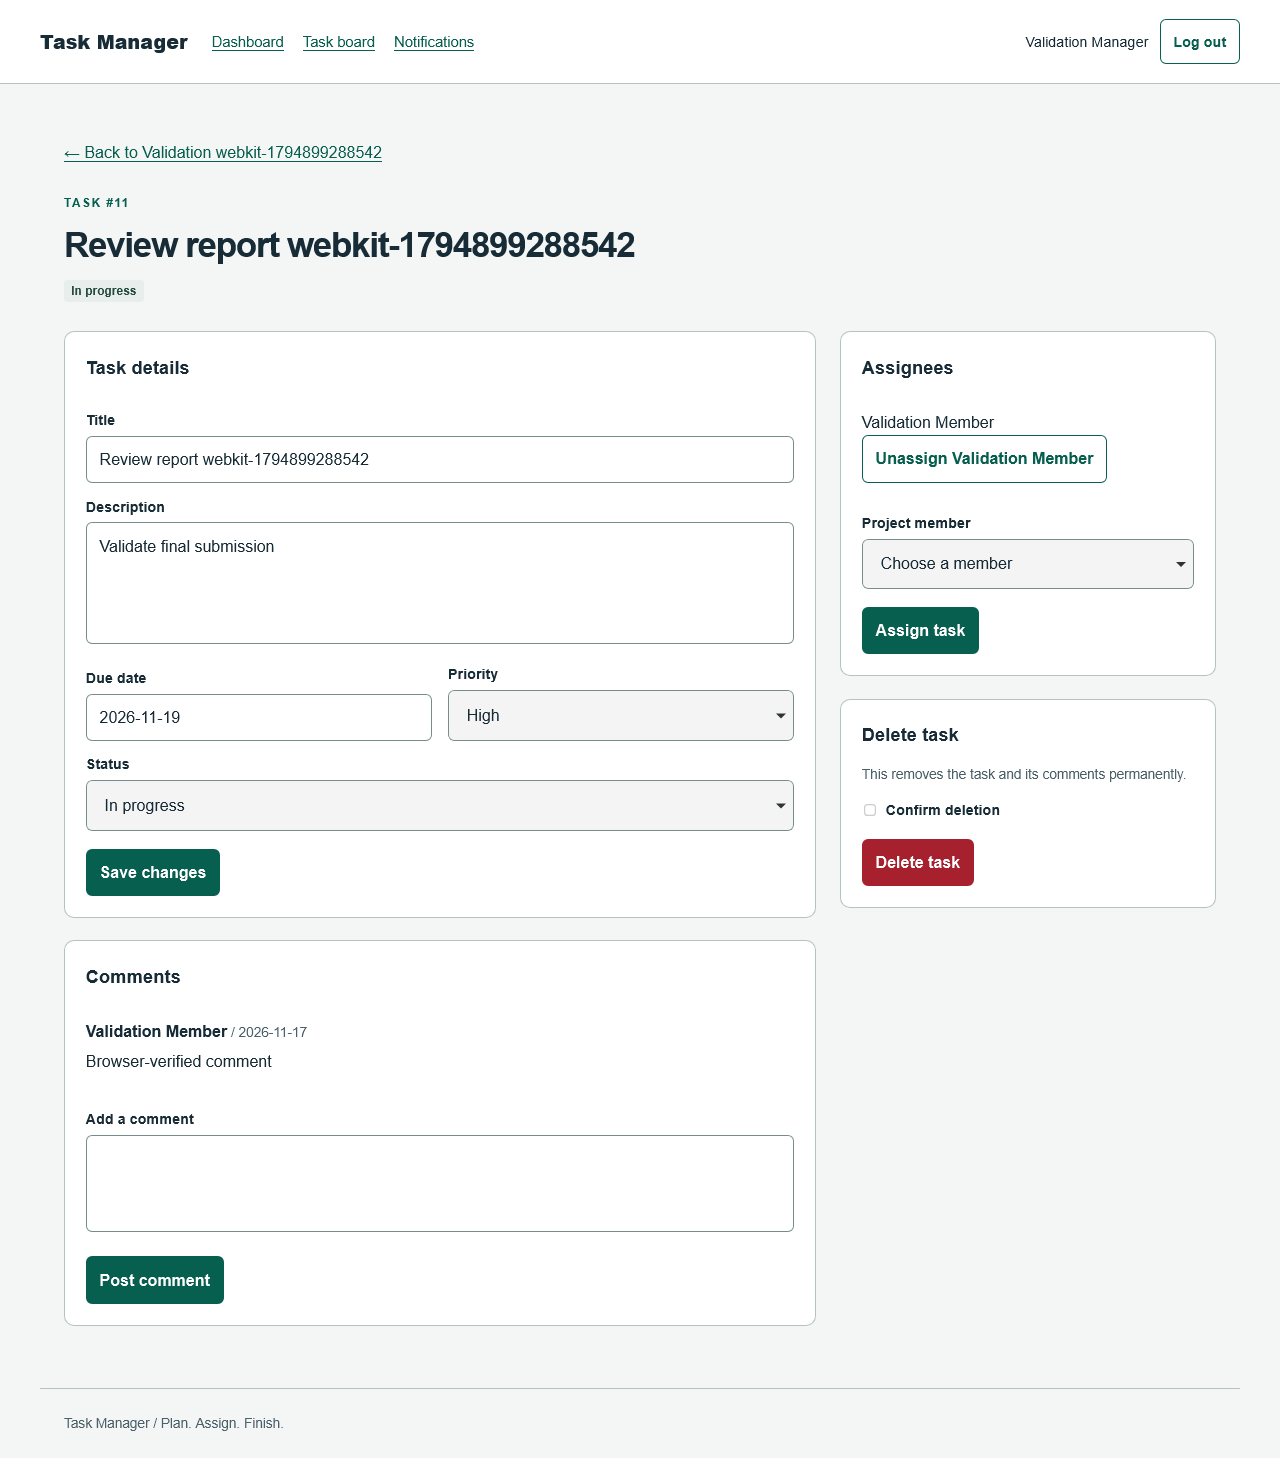 Task Manager Dashboard Task board Notifications Validation Manager Log out
← Back to Validation webkit-1794899288542
TASK #11
Review report webkit-1794899288542
In progress
Task details
Title
Review report webkit-1794899288542
Description
Validate final submission
Due date
2026-11-19
Priority
High
Status
In progress
Save changes
Assignees
Validation Member
Unassign Validation Member
Project member
Choose a member
Assign task
Delete task
This removes the task and its comments permanently.
Confirm deletion
Delete task
Comments
Validation Member / 2026-11-17
Browser-verified comment
Add a comment
Post comment
Task Manager / Plan. Assign. Finish.